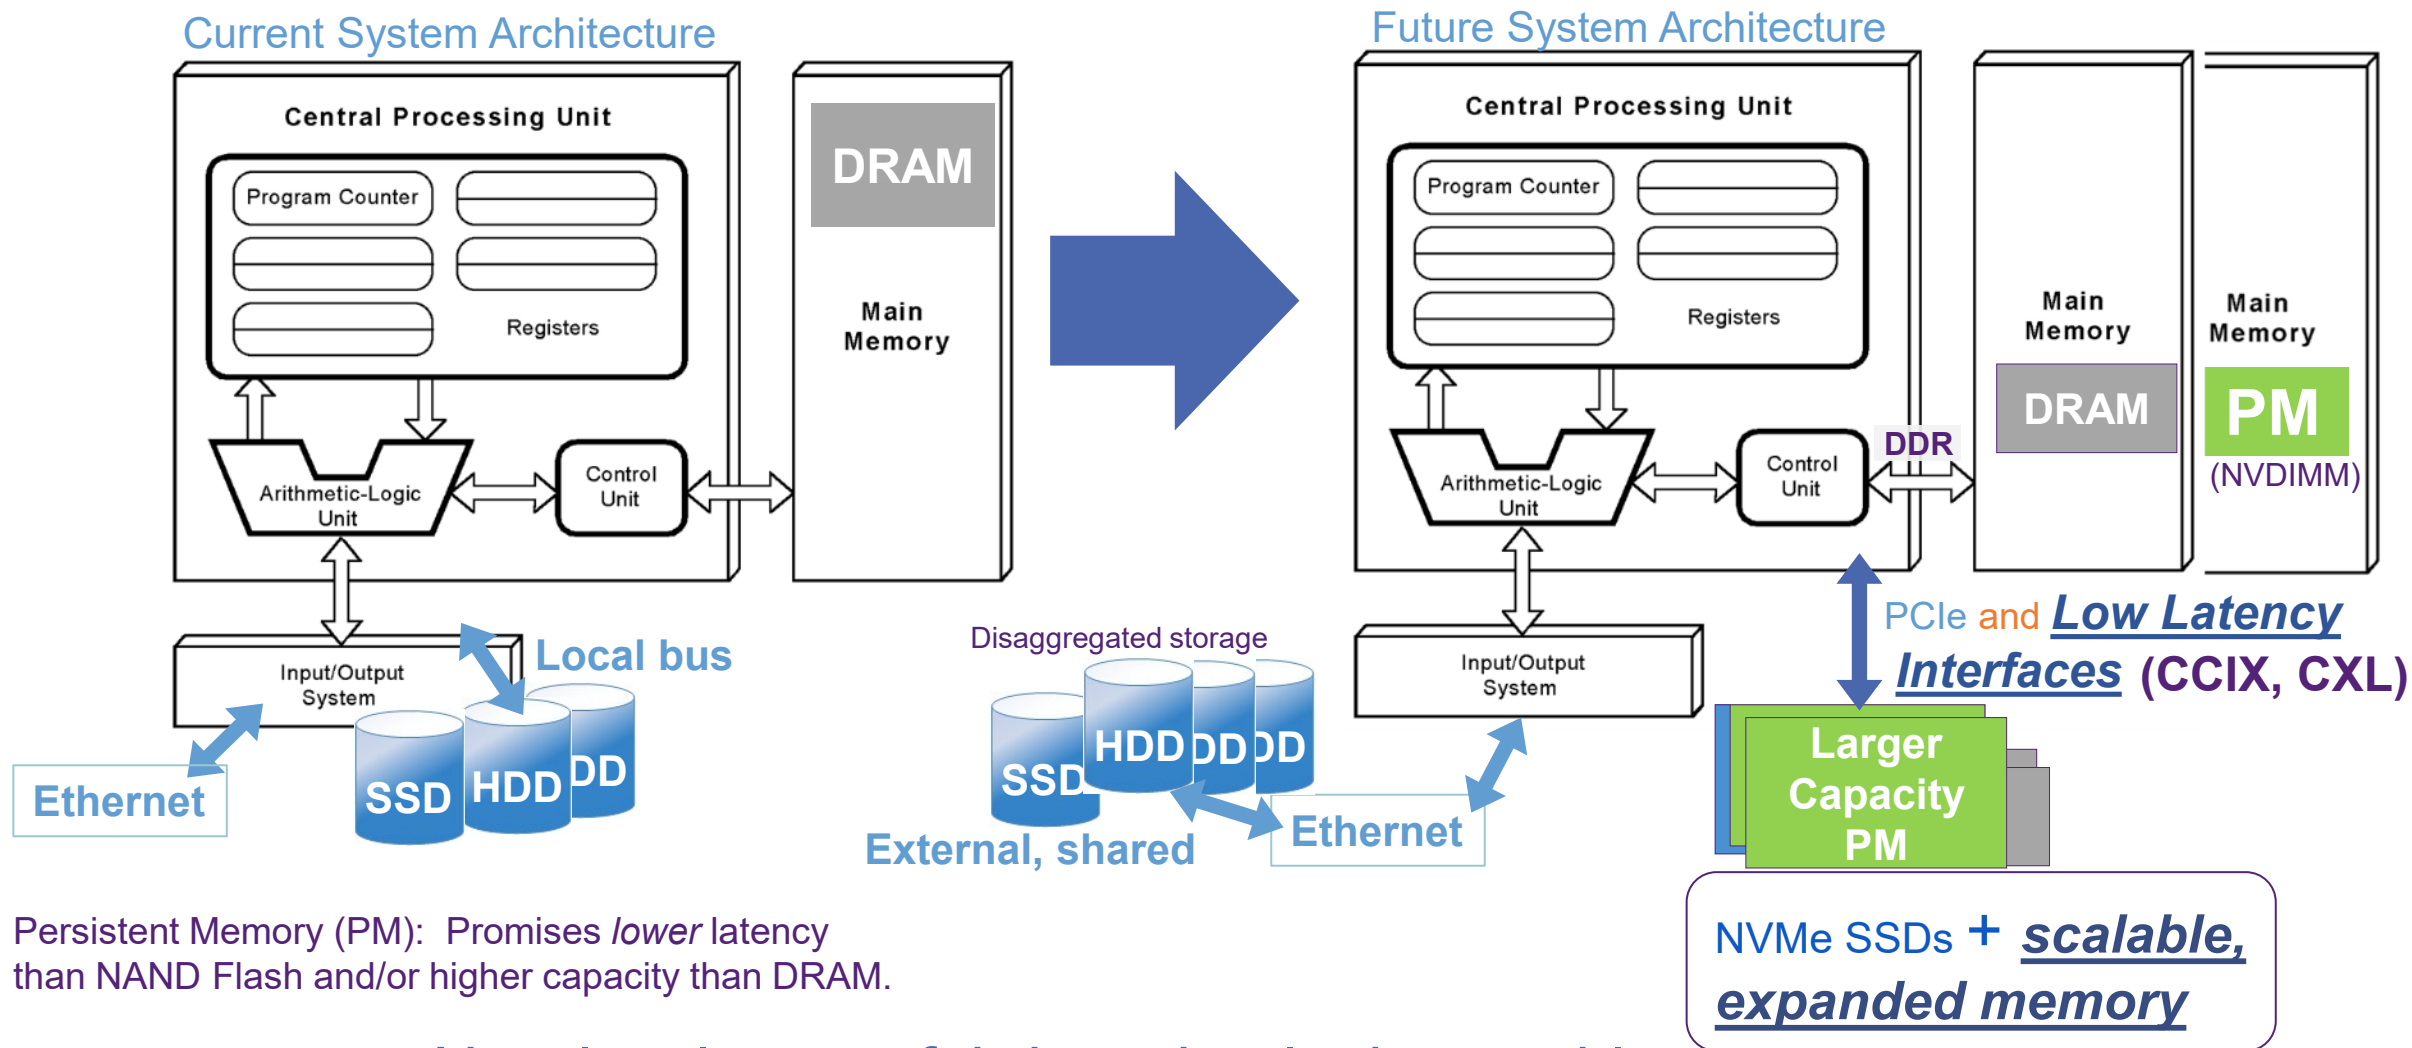 Current System Architecture
Central Processing Unit
Program Counter
Registers
Arithmetic-Logic
Unit
Control
Unit
DRAM
Main
Memory
Input/Output
System
Local bus
Ethernet
SSD
HDD
DD
Persistent Memory (PM): Promises lower latency
than NAND Flash and/or higher capacity than DRAM.
Future System Architecture
Central Processing Unit
Program Counter
Registers
Arithmetic-Logic
Unit
Control
Unit
DDR
Main
Memory
DRAM
Main
Memory
PM
(NVDIMM)
Input/Output
System
Disaggregated storage
SSD
HDD
DD
DD
External, shared
Ethernet
PCIe and Low Latency
Interfaces (CCIX, CXL)
Larger
Capacity
PM
NVMe SSDs + scalable,
expanded memory